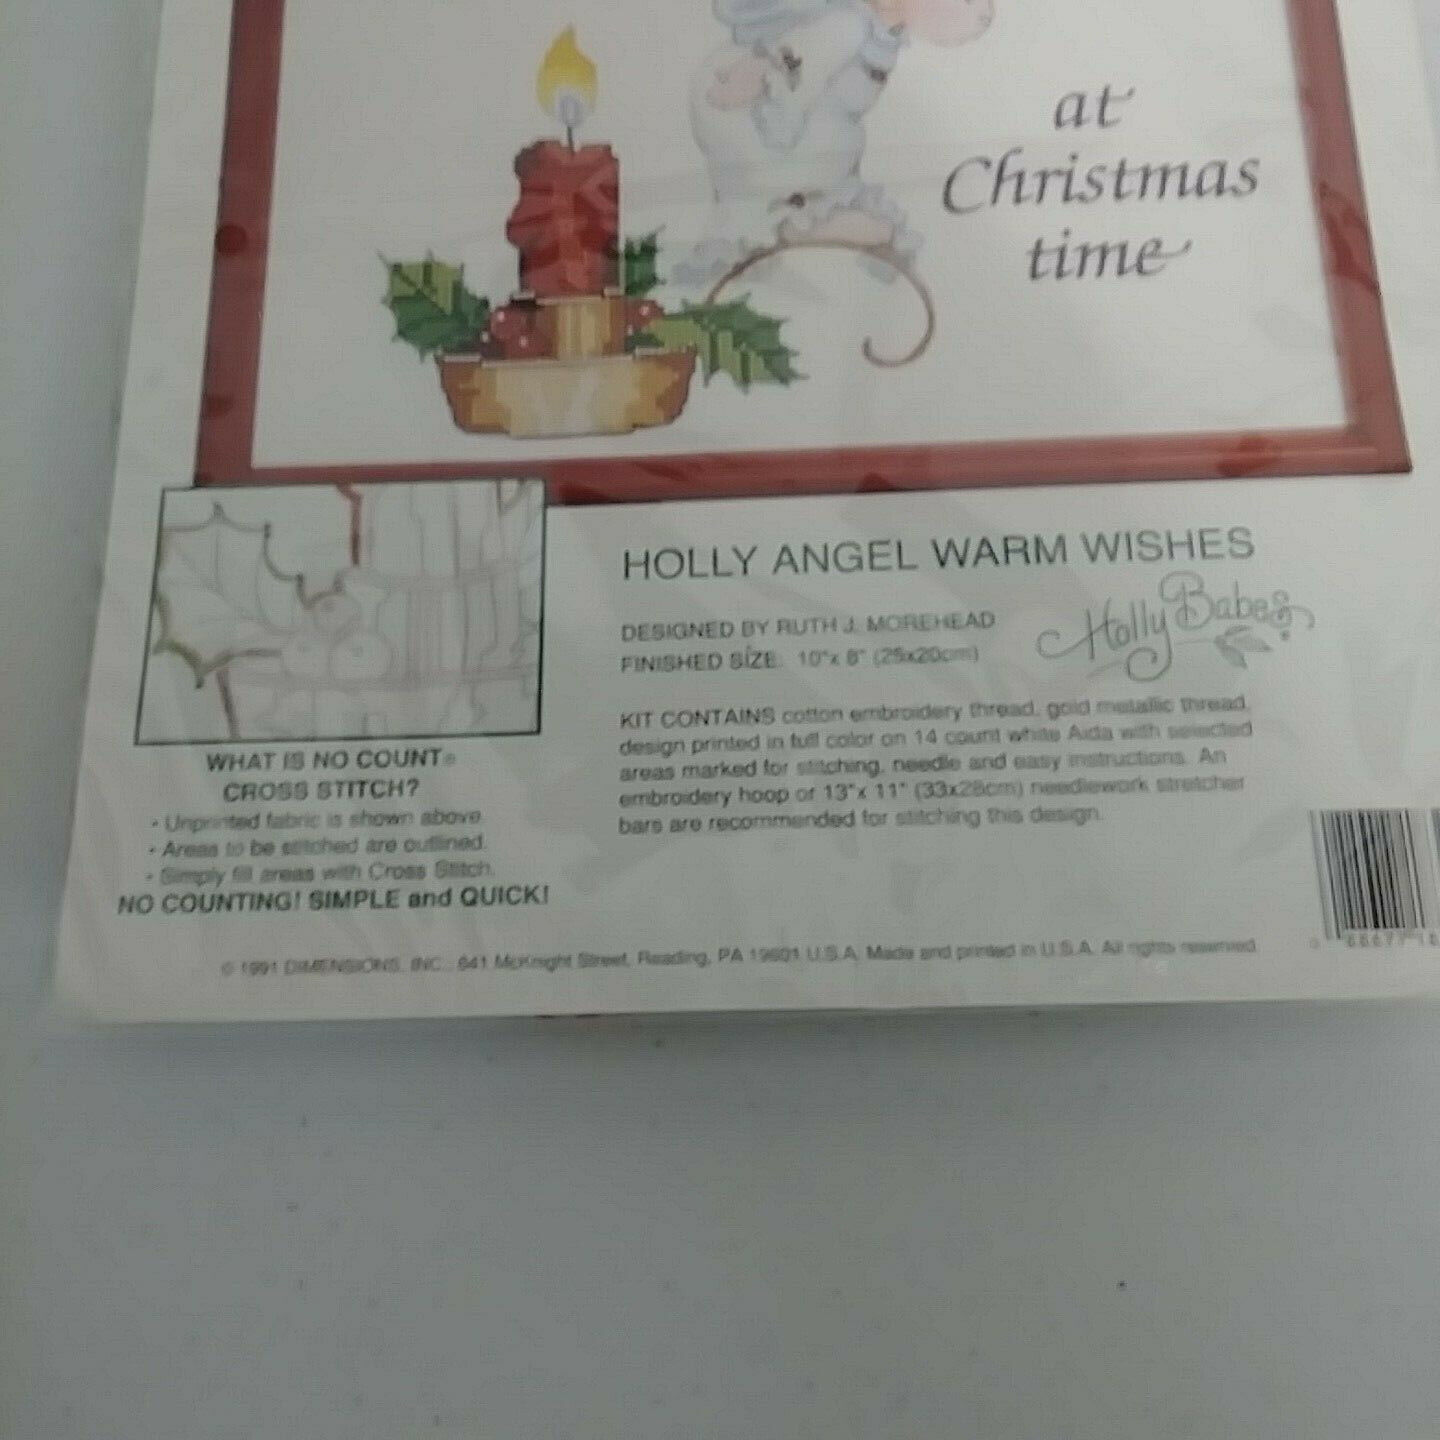 at
Christmas
time
HOLLY ANGEL WARM WISHES
DESIGNED BY RUTH J. MOREHEAD
FINISHED SIZE: 10"x 8" (25x20cm)
Holly Babes
KIT CONTAINS cotton embroidery thread, gold metallic thread,
design printed in full color on 14 count white Aida with selected
areas marked for stitching, needle and easy instructions. An
embroidery hoop or 13"x 11" (33x28cm) needlework stretcher
bars are recommended for stitching this design.
WHAT IS NO COUNT®
CROSS STITCH?
• Unprinted fabric is shown above.
• Areas to be stitched are outlined.
• Simply fill areas with Cross Stitch.
NO COUNTING! SIMPLE and QUICK!
© 1991 DIMENSIONS, INC., 641 McKnight Street, Reading, PA 19601 U.S.A. Made and printed in U.S.A. All rights reserved.